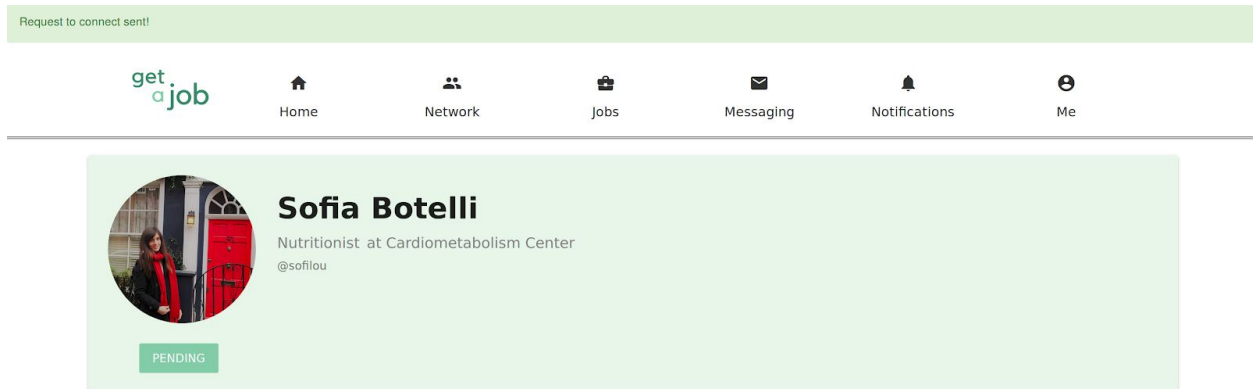 Request to connect sent!
get
a job
Home
Network
Jobs
Messaging
Notifications
Me
Sofia Botelli
Nutritionist at Cardiometabolism Center
@sofilou
PENDING